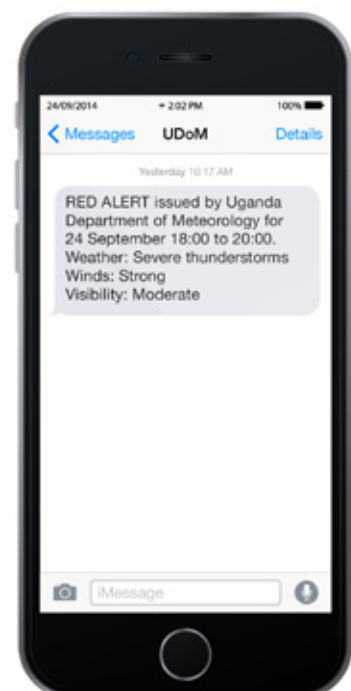 24/09/2014 2:02 PM 100%
Messages UDoM Details
Yesterday 10:17 AM
RED ALERT issued by Uganda
Department of Meteorology for
24 September 18:00 to 20:00.
Weather: Severe thunderstorms
Winds: Strong
Visibility: Moderate
iMessage